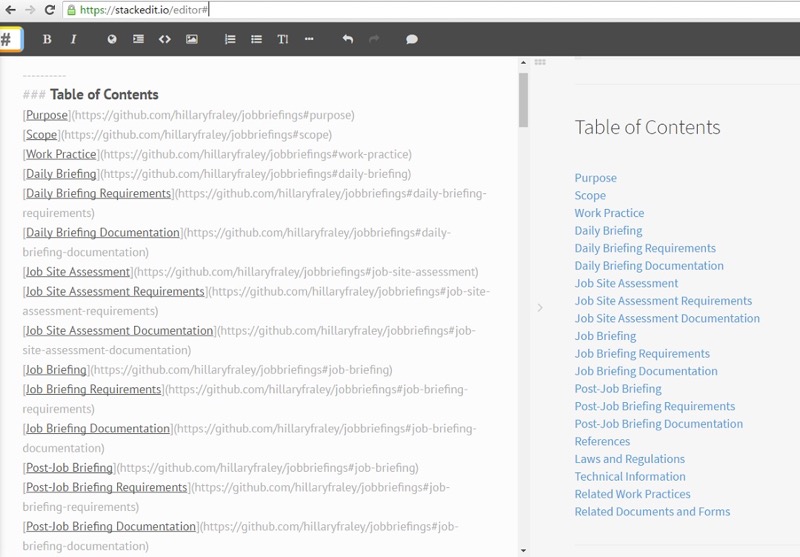 https://stackedit.io/editor#
# B I T
----------
### Table of Contents
[Purpose](https://github.com/hillaryfraley/jobbriefings#purpose)
[Scope](https://github.com/hillaryfraley/jobbriefings#scope)
[Work Practice](https://github.com/hillaryfraley/jobbriefings#work-practice)
[Daily Briefing](https://github.com/hillaryfraley/jobbriefings#daily-briefing)
[Daily Briefing Requirements](https://github.com/hillaryfraley/jobbriefings#daily-briefing-
requirements)
[Daily Briefing Documentation](https://github.com/hillaryfraley/jobbriefings#daily-
briefing-documentation)
[Job Site Assessment](https://github.com/hillaryfraley/jobbriefings#job-site-assessment)
[Job Site Assessment Requirements](https://github.com/hillaryfraley/jobbriefings#job-site-
assessment-requirements)
[Job Site Assessment Documentation](https://github.com/hillaryfraley/jobbriefings#job-
site-assessment-documentation)
[Job Briefing](https://github.com/hillaryfraley/jobbriefings#job-briefing)
[Job Briefing Requirements](https://github.com/hillaryfraley/jobbriefings#job-briefing-
requirements)
[Job Briefing Documentation](https://github.com/hillaryfraley/jobbriefings#job-briefing-
documentation)
[Post-Job Briefing](https://github.com/hillaryfraley/jobbriefings#job-briefing)
[Post-Job Briefing Requirements](https://github.com/hillaryfraley/jobbriefings#job-
briefing-requirements)
[Post-Job Briefing Documentation](https://github.com/hillaryfraley/jobbriefings#job-
briefing-documentation)
Table of Contents
Purpose
Scope
Work Practice
Daily Briefing
Daily Briefing Requirements
Daily Briefing Documentation
Job Site Assessment
Job Site Assessment Requirements
Job Site Assessment Documentation
Job Briefing
Job Briefing Requirements
Job Briefing Documentation
Post-Job Briefing
Post-Job Briefing Requirements
Post-Job Briefing Documentation
References
Laws and Regulations
Technical Information
Related Work Practices
Related Documents and Forms